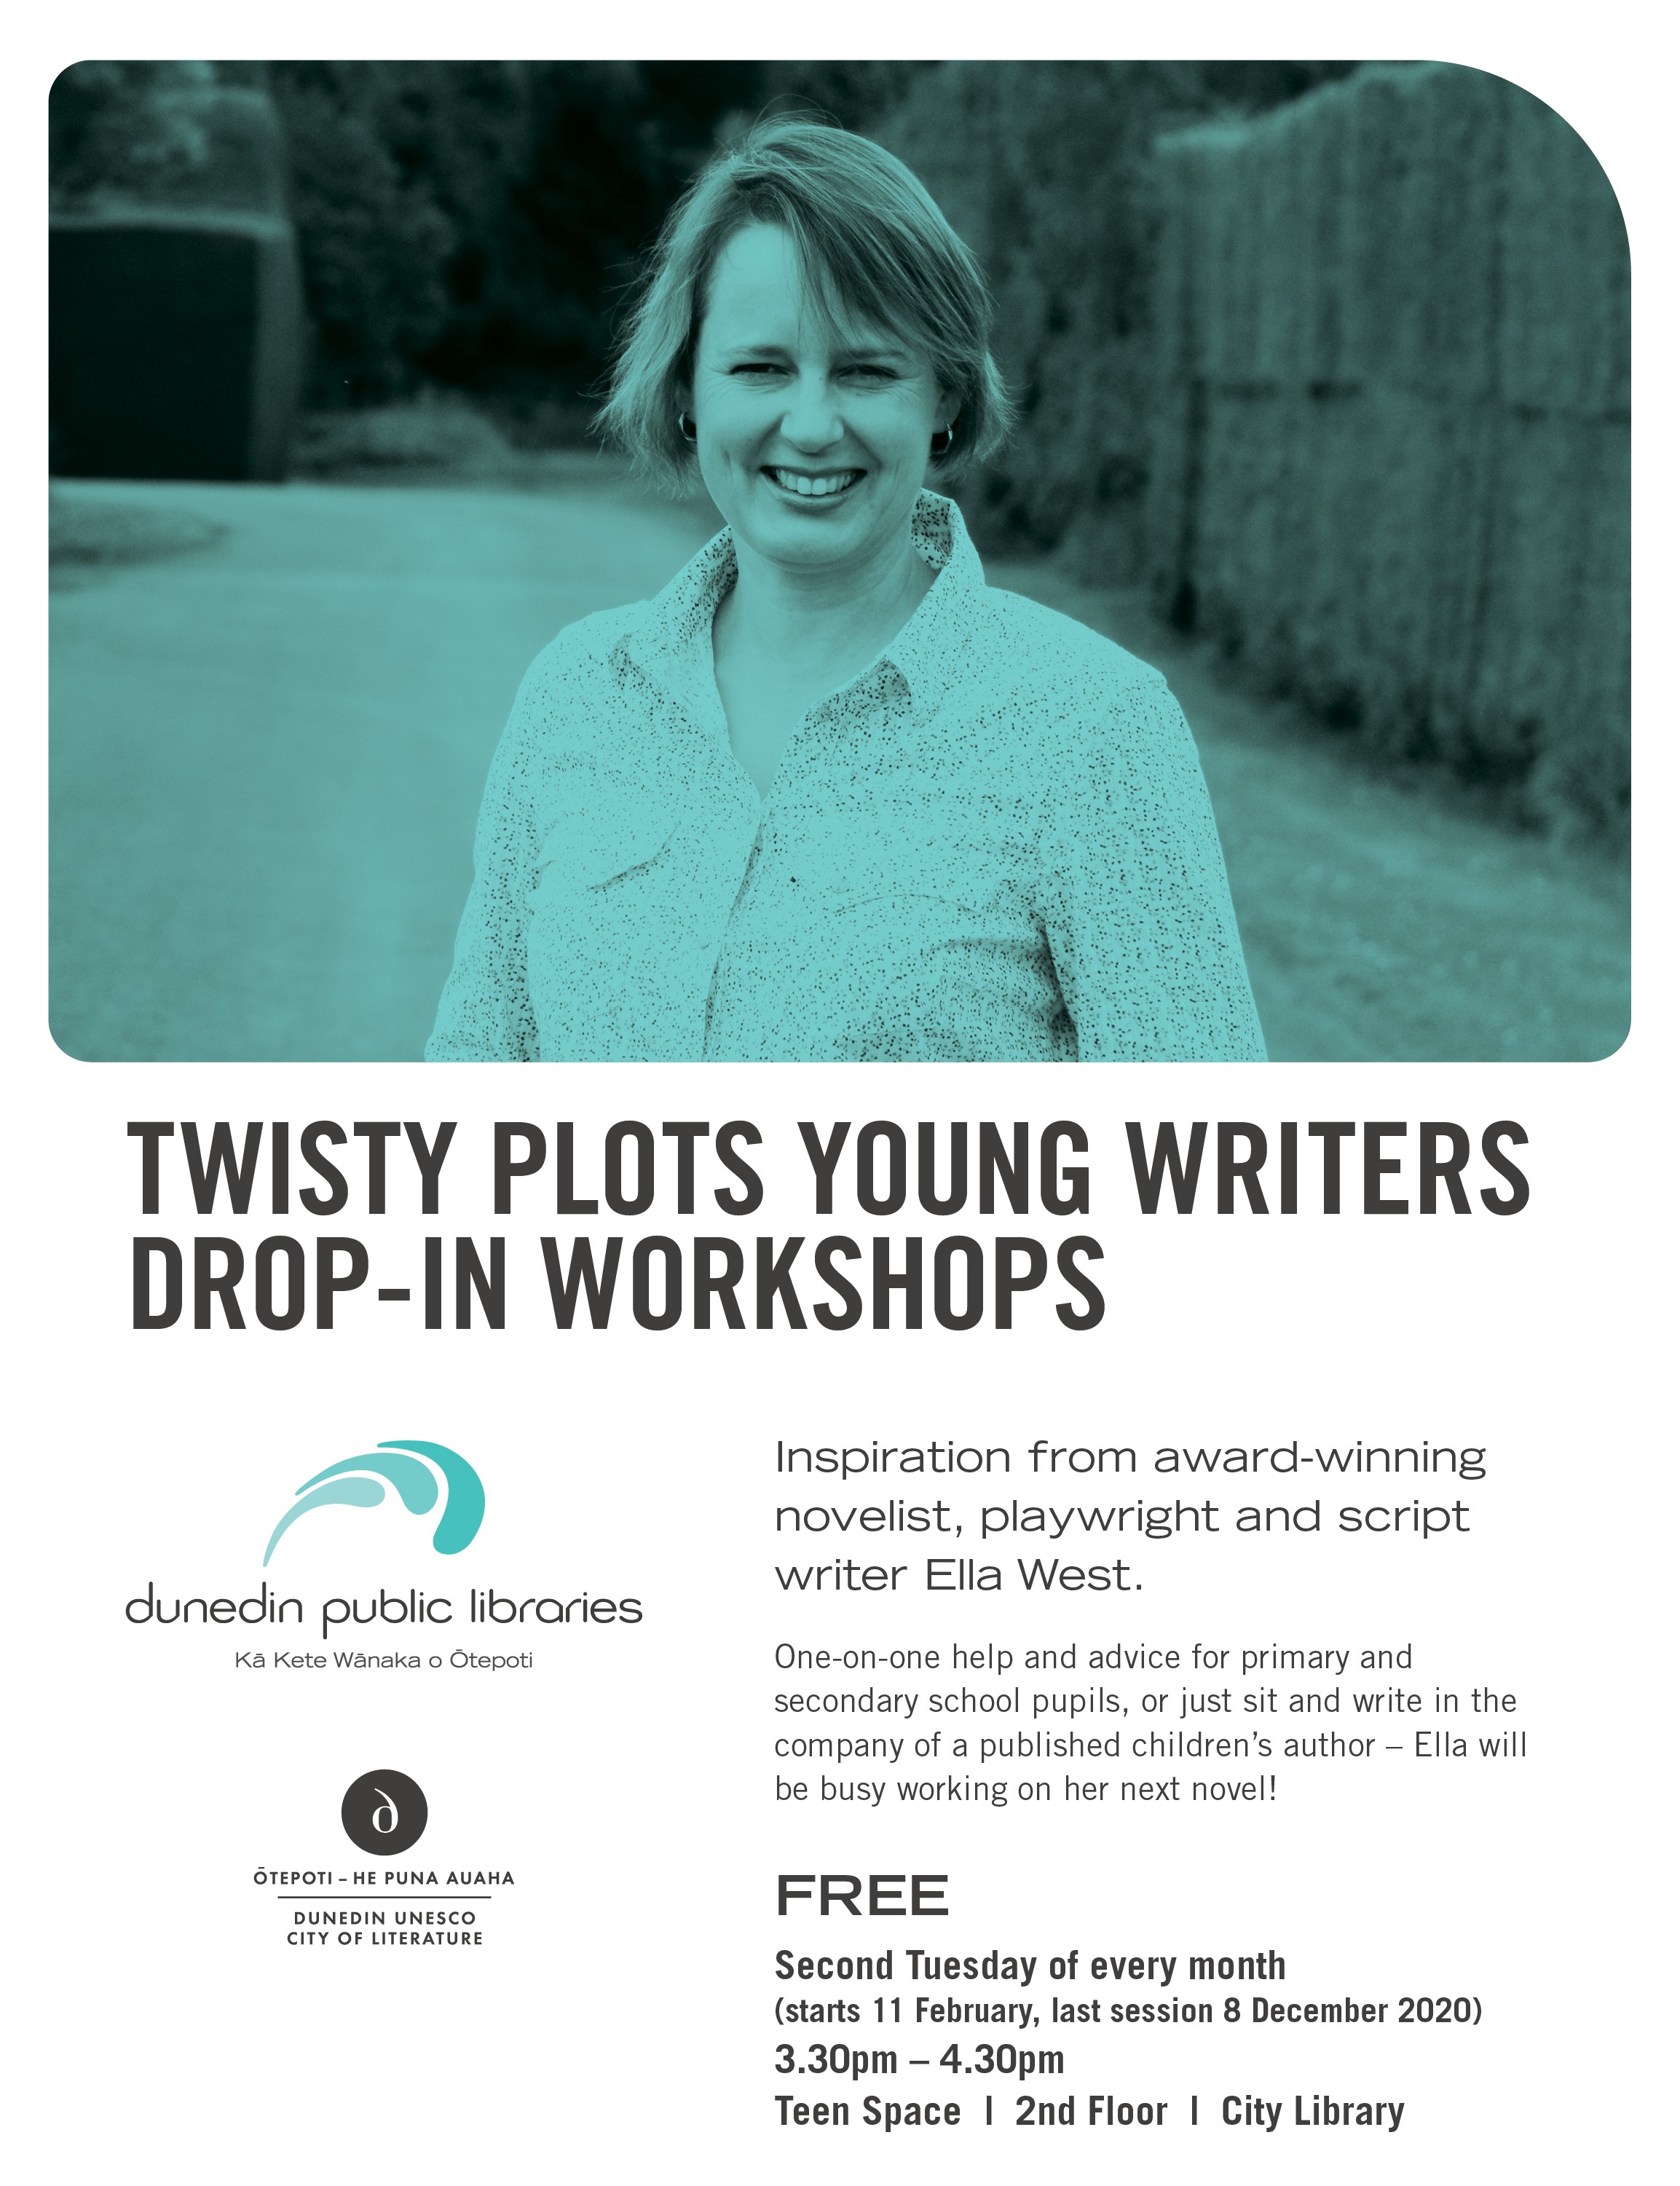 TWISTY PLOTS YOUNG WRITERS
DROP-IN WORKSHOPS
dunedin public libraries
Kā Kete Wānaka o Ōtepoti
ŌTEPOTI – HE PUNA AUAHA
DUNEDIN UNESCO
CITY OF LITERATURE
Inspiration from award-winning
novelist, playwright and script
writer Ella West.
One-on-one help and advice for primary and
secondary school pupils, or just sit and write in the
company of a published children’s author – Ella will
be busy working on her next novel!
FREE
Second Tuesday of every month
(starts 11 February, last session 8 December 2020)
3.30pm – 4.30pm
Teen Space | 2nd Floor | City Library